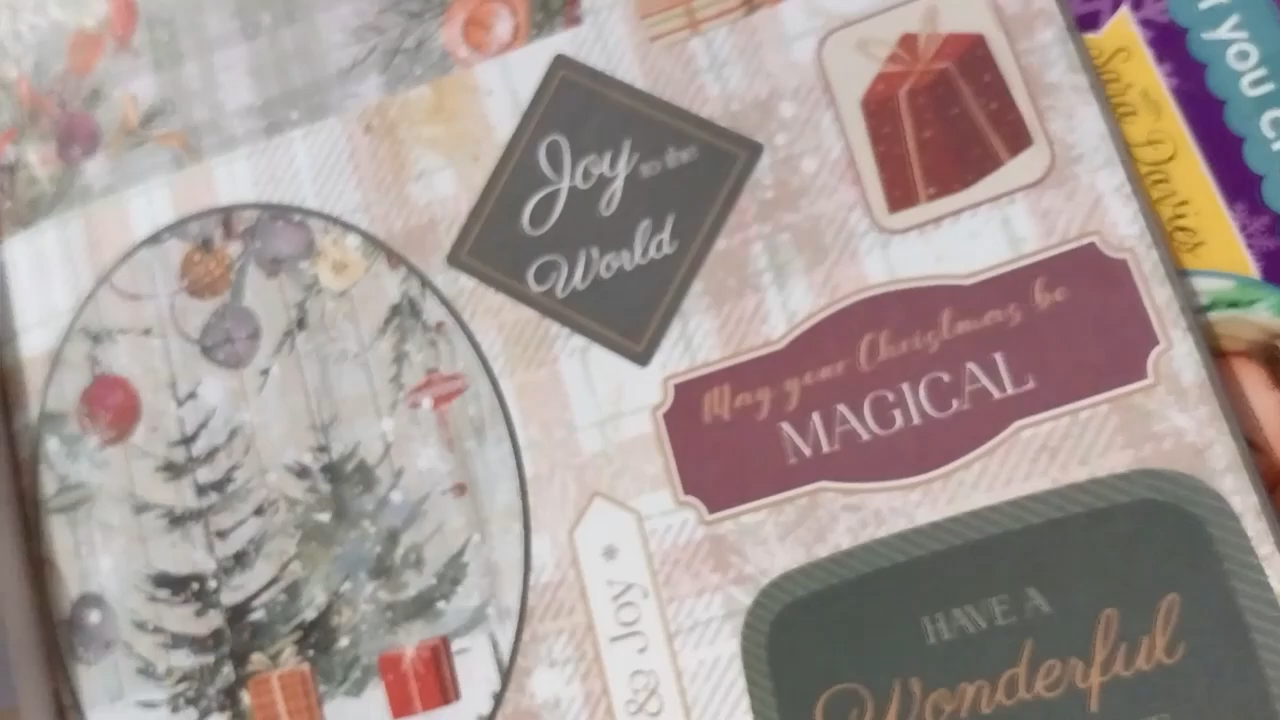 Joy to the
World
May your Christmas be
MAGICAL
& Joy
HAVE A
Wonderful
Sara Davies
you c